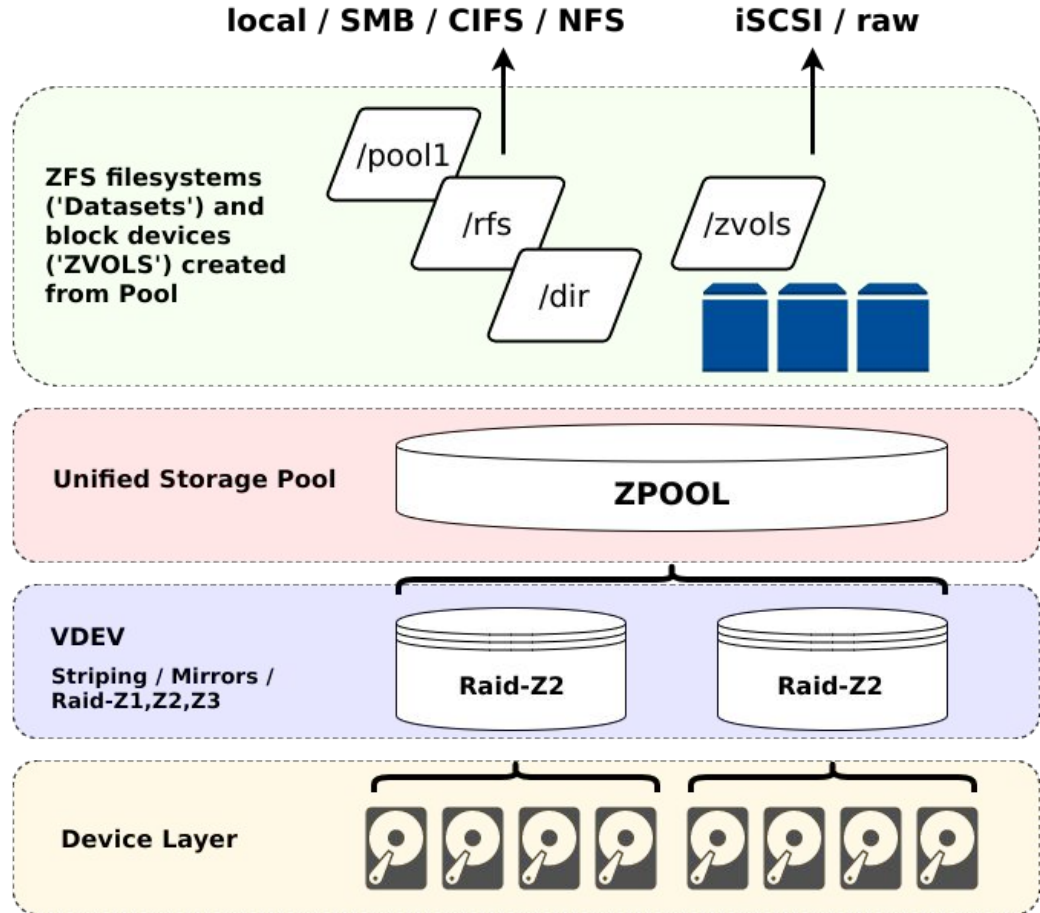 local / SMB / CIFS / NFS
iSCSI / raw
ZFS filesystems
('Datasets') and
block devices
('ZVOLS') created
from Pool
/pool1
/rfs
/dir
/zvols
Unified Storage Pool
ZPOOL
VDEV
Striping / Mirrors /
Raid-Z1,Z2,Z3
Raid-Z2
Raid-Z2
Device Layer